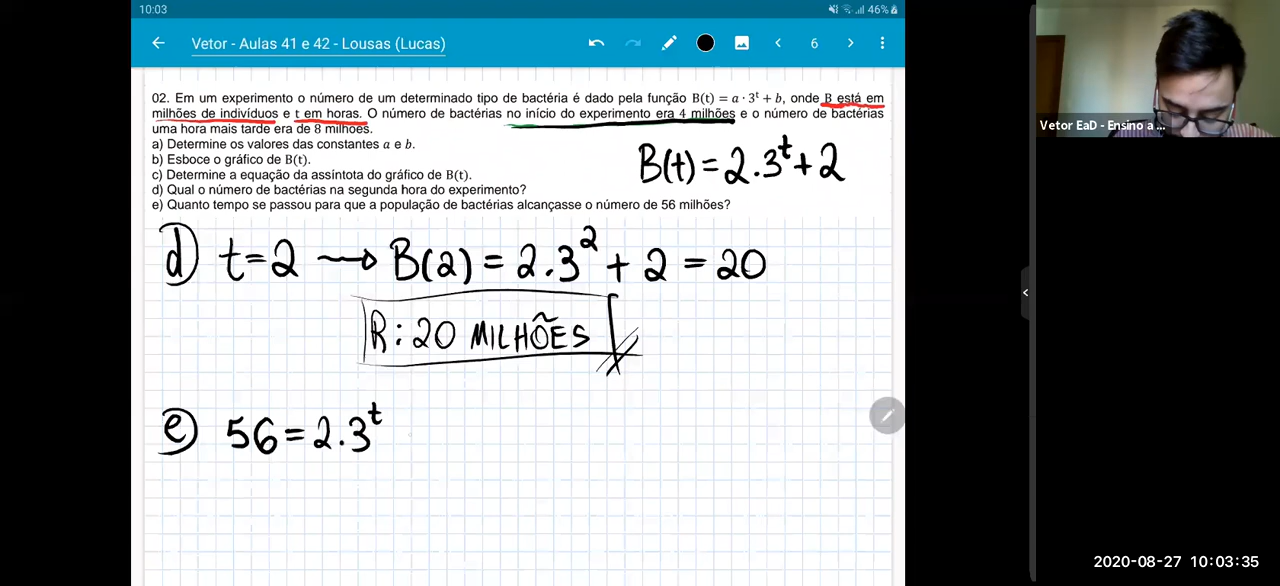 10:03
46%
Vetor - Aulas 41 e 42 - Lousas (Lucas)
6
02. Em um experimento o número de um determinado tipo de bactéria é dado pela função B(t) = a · 3^t + b, onde B está em
milhões de indivíduos e t em horas. O número de bactérias no início do experimento era 4 milhões e o número de bactérias
uma hora mais tarde era de 8 milhões.
a) Determine os valores das constantes a e b.
b) Esboce o gráfico de B(t).
c) Determine a equação da assíntota do gráfico de B(t).
d) Qual o número de bactérias na segunda hora do experimento?
e) Quanto tempo se passou para que a população de bactérias alcançasse o número de 56 milhões?
B(t) = 2.3^t + 2
d) t=2 → B(2) = 2.3^2 + 2 = 20
R: 20 MILHÕES
e) 56 = 2.3^t
Vetor EaD - Ensino a ...
2020-08-27 10:03:35